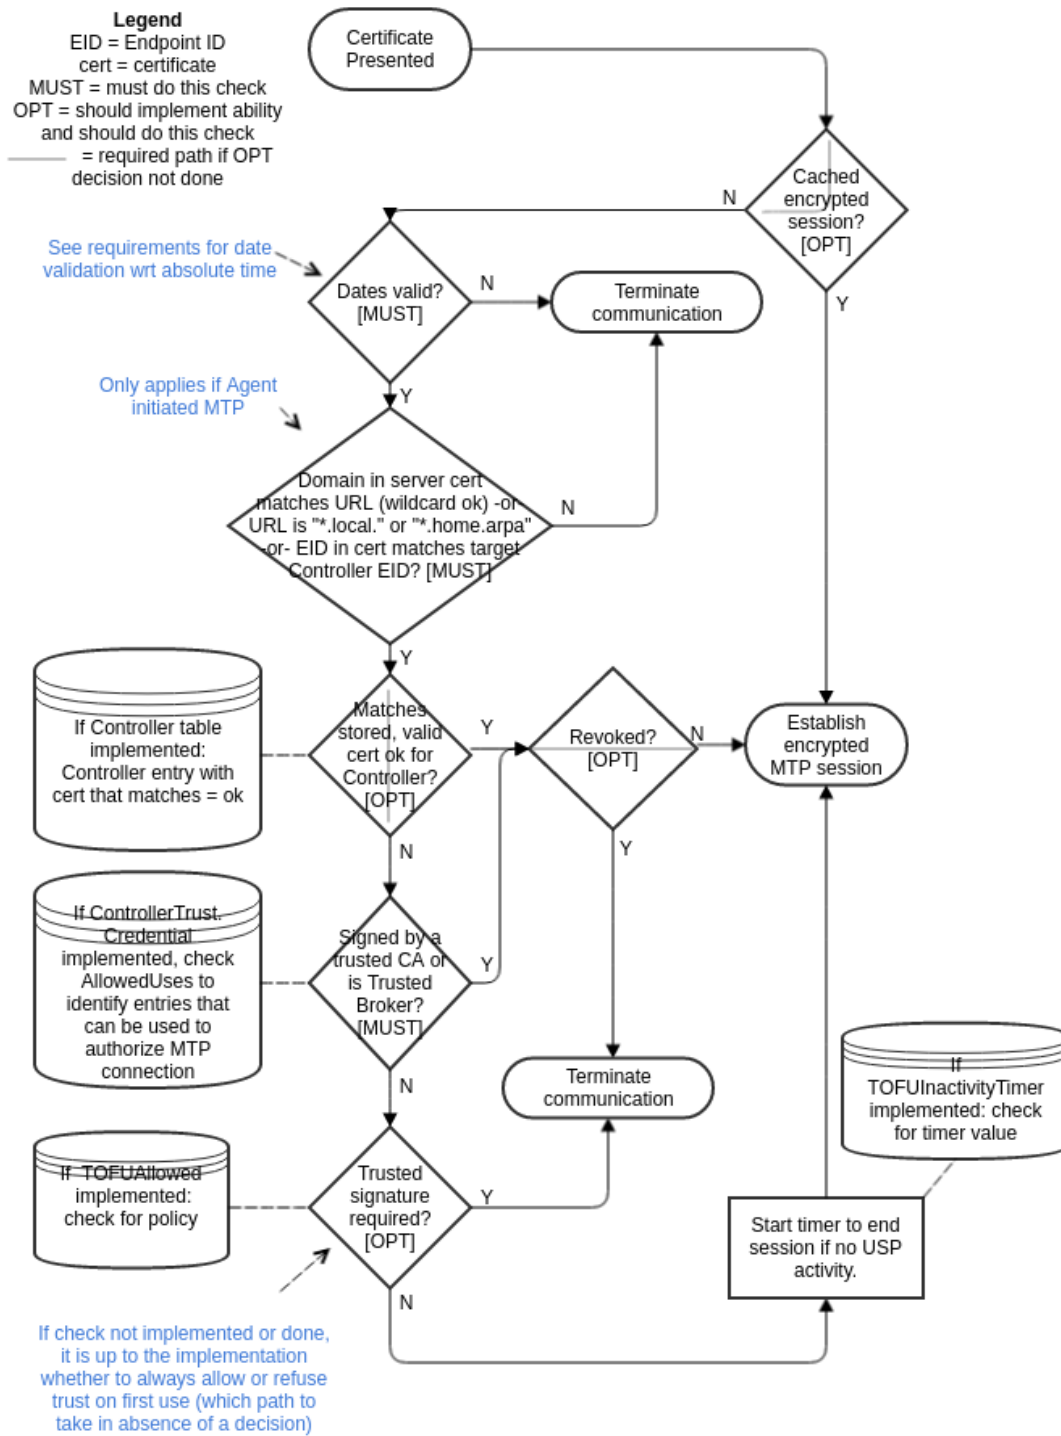 Legend
EID = Endpoint ID
cert = certificate
MUST = must do this check
OPT = should implement ability
and should do this check
= required path if OPT
decision not done
Certificate
Presented
Cached
encrypted
session?
[OPT]
N
Y
See requirements for date
validation wrt absolute time
Dates valid?
[MUST]
N
Terminate
communication
Y
Only applies if Agent
initiated MTP
Domain in server cert
matches URL (wildcard ok) -or-
URL is "*.local." or "*.home.arpa"
-or- EID in cert matches target
Controller EID? [MUST]
N
Y
If Controller table
implemented:
Controller entry with
cert that matches = ok
Matches
stored, valid
cert ok for
Controller?
[OPT]
Y
N
Revoked?
[OPT]
N
Y
Establish
encrypted
MTP session
If ControllerTrust.
Credential
implemented, check
AllowedUses to
identify entries that
can be used to
authorize MTP
connection
Signed by a
trusted CA or
is Trusted
Broker?
[MUST]
Y
N
Terminate
communication
If
TOFUInactivityTimer
implemented: check
for timer value
If TOFUAllowed
implemented:
check for policy
Trusted
signature
required?
[OPT]
Y
N
Start timer to end
session if no USP
activity.
If check not implemented or done,
it is up to the implementation
whether to always allow or refuse
trust on first use (which path to
take in absence of a decision)